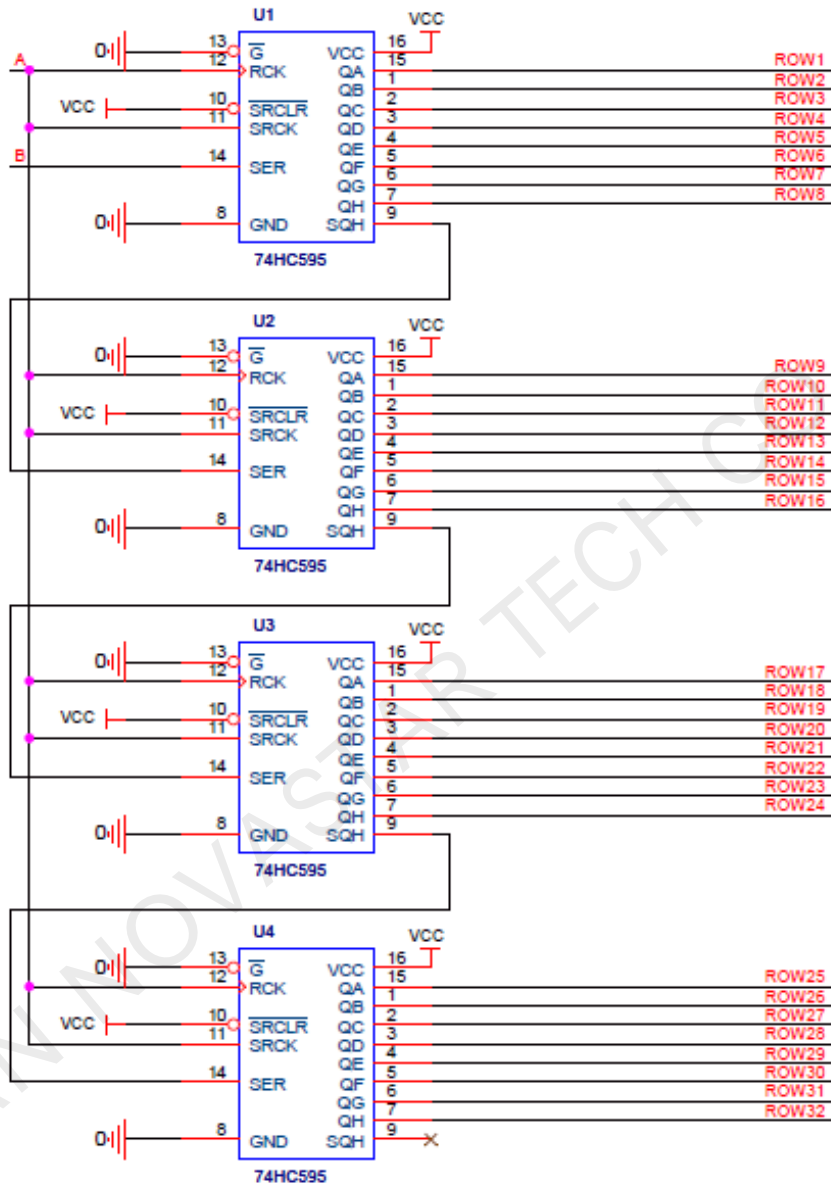 U1
VCC
0 13 G VCC 16
A 12 RCK QA 15 ROW1
QB 1 ROW2
VCC 10 SRCLR QC 2 ROW3
11 SRCK QD 3 ROW4
QE 4 ROW5
B 14 SER QF 5 ROW6
QG 6 ROW7
QH 7 ROW8
0 8 GND SQH 9
74HC595
U2
VCC
0 13 G VCC 16
12 RCK QA 15 ROW9
QB 1 ROW10
VCC 10 SRCLR QC 2 ROW11
11 SRCK QD 3 ROW12
QE 4 ROW13
14 SER QF 5 ROW14
QG 6 ROW15
QH 7 ROW16
0 8 GND SQH 9
74HC595
U3
VCC
0 13 G VCC 16
12 RCK QA 15 ROW17
QB 1 ROW18
VCC 10 SRCLR QC 2 ROW19
11 SRCK QD 3 ROW20
QE 4 ROW21
14 SER QF 5 ROW22
QG 6 ROW23
QH 7 ROW24
0 8 GND SQH 9
74HC595
U4
VCC
0 13 G VCC 16
12 RCK QA 15 ROW25
QB 1 ROW26
VCC 10 SRCLR QC 2 ROW27
11 SRCK QD 3 ROW28
QE 4 ROW29
14 SER QF 5 ROW30
QG 6 ROW31
QH 7 ROW32
0 8 GND SQH 9
74HC595
NOVASTAR TECH